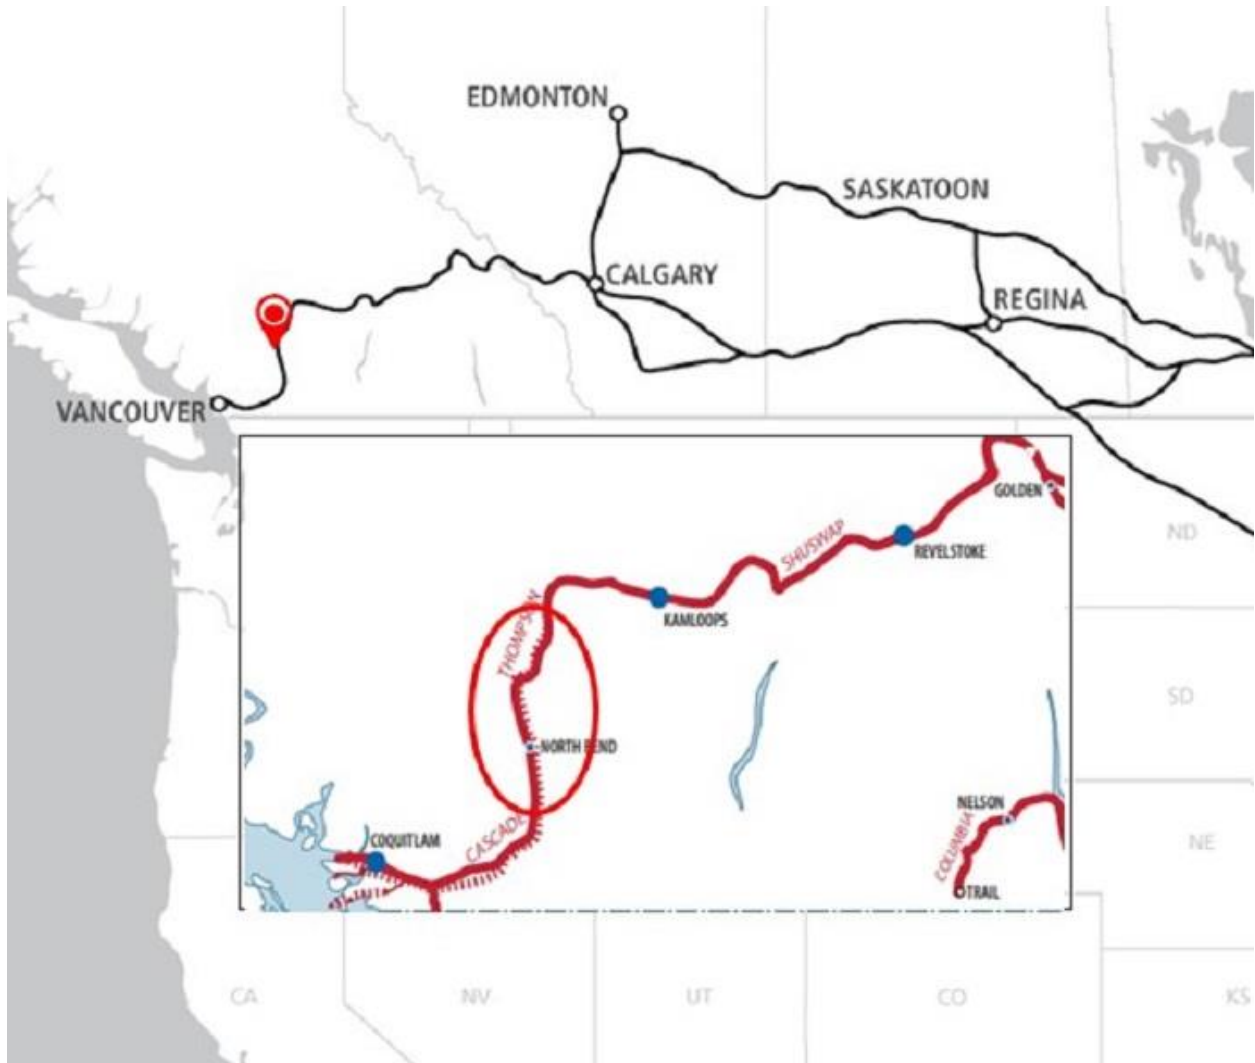 EDMONTON
SASKATOON
CALGARY
REGINA
VANCOUVER
GOLDEN
ND
SHUSWAP
REVELSTOKE
THOMPSON
KAMLOOPS
SD
NORTH BEND
NELSON
COQUITLAM
CASCADE
COLUMBIA
NE
TRAIL
CA
NV
UT
CO
KS